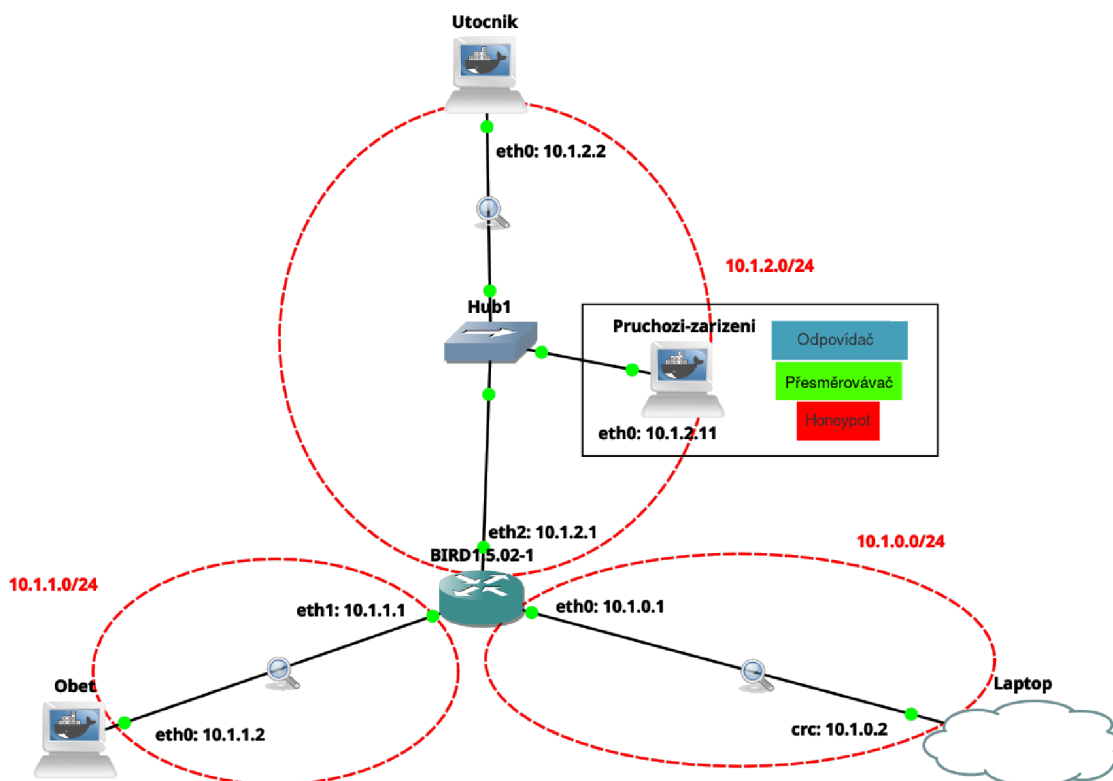 Utocnik
eth0: 10.1.2.2
10.1.2.0/24
Hub1
Pruchozi-zarizeni
Odpovídač
Přesměrovávač
Honeypot
eth0: 10.1.2.11
eth2: 10.1.2.1
BIRD1.5.02-1
10.1.0.0/24
10.1.1.0/24
eth1: 10.1.1.1
eth0: 10.1.0.1
Obet
Laptop
eth0: 10.1.1.2
crc: 10.1.0.2